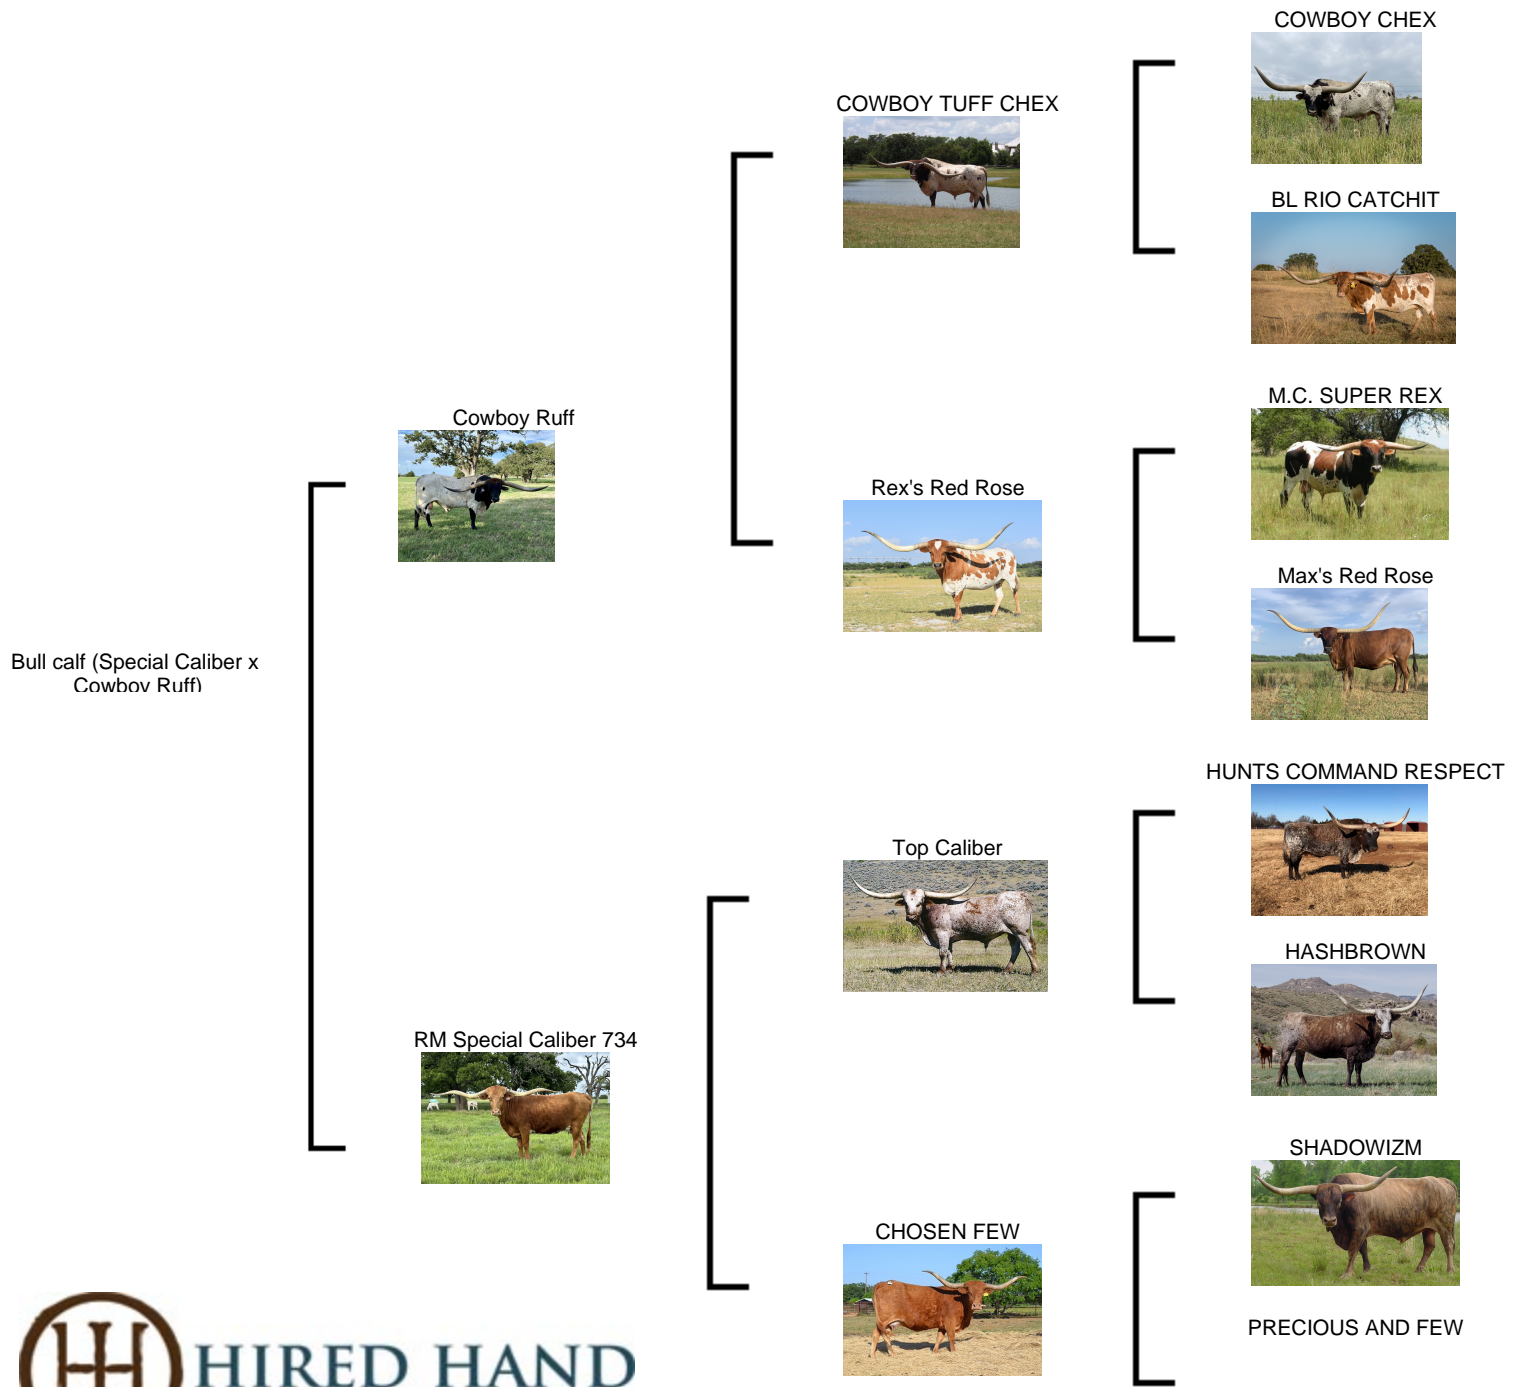 COWBOY CHEX
COWBOY TUFF CHEX
BL RIO CATCHIT
M.C. SUPER REX
Cowboy Ruff
Rex's Red Rose
Max's Red Rose
Bull calf (Special Caliber x
Cowboy Ruff)
HUNTS COMMAND RESPECT
Top Caliber
HASHBROWN
RM Special Caliber 734
SHADOWIZM
CHOSEN FEW
PRECIOUS AND FEW
HIRED HAND